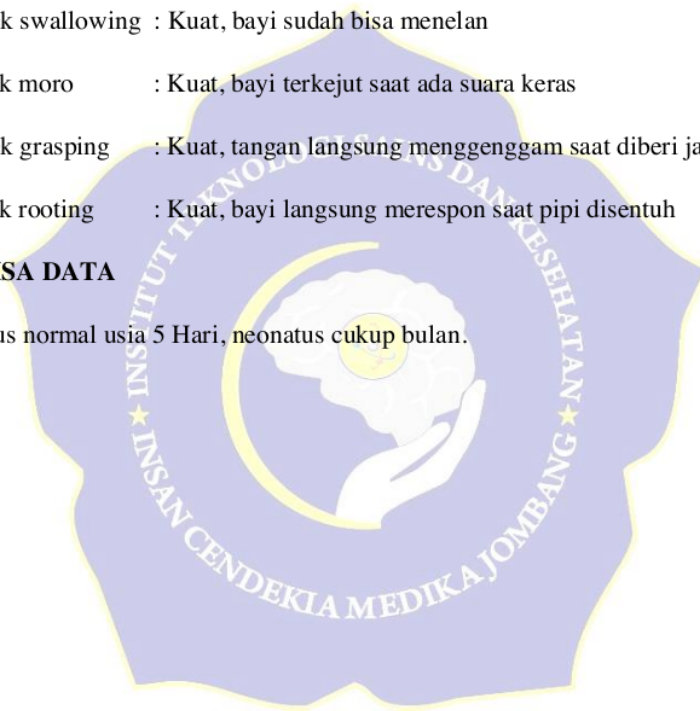 k swallowing : Kuat, bayi sudah bisa menelan
k moro : Kuat, bayi terkejut saat ada suara keras
k grasping : Kuat, tangan langsung menggenggam saat diberi ja
k rooting : Kuat, bayi langsung merespon saat pipi disentuh
SA DATA
us normal usia 5 Hari, neonatus cukup bulan.
INSTITUT TEKNOLOGI SAINS DAN KESEHATAN
INSAN CENDEKIA MEDIKA JOMBANG